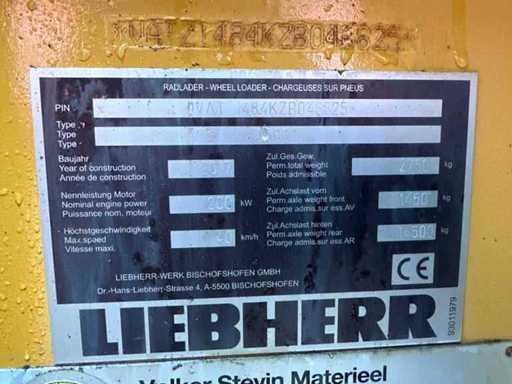 RADLADER - WHEEL LOADER - CHARGEUSES SUR PNEUS
PIN
Type
Type
Type
Baujahr
Year of construction
Année de construction
Zul.Ges.Gew.
Perm.total weight
Poids admissible
kg
Nennleistung Motor
Nominal engine power
Puissance nom. moteur
200 kW
Zul.Achslast vorn
Perm.axle weight front
Charge admis.sur ess.AV
kg
Höchstgeschwindigkeit
Max.speed
Vitesse maxi.
40 km/h
Zul.Achslast hinten
Perm.axle weight rear
Charge admis.sur ess.AR
kg
LIEBHERR-WERK BISCHOFSHOFEN GMBH
Dr.-Hans-Liebherr-Strasse 4, A-5500 BISCHOFSHOFEN
CE
LIEBHERR
93011979
Volker Stevin Materieel